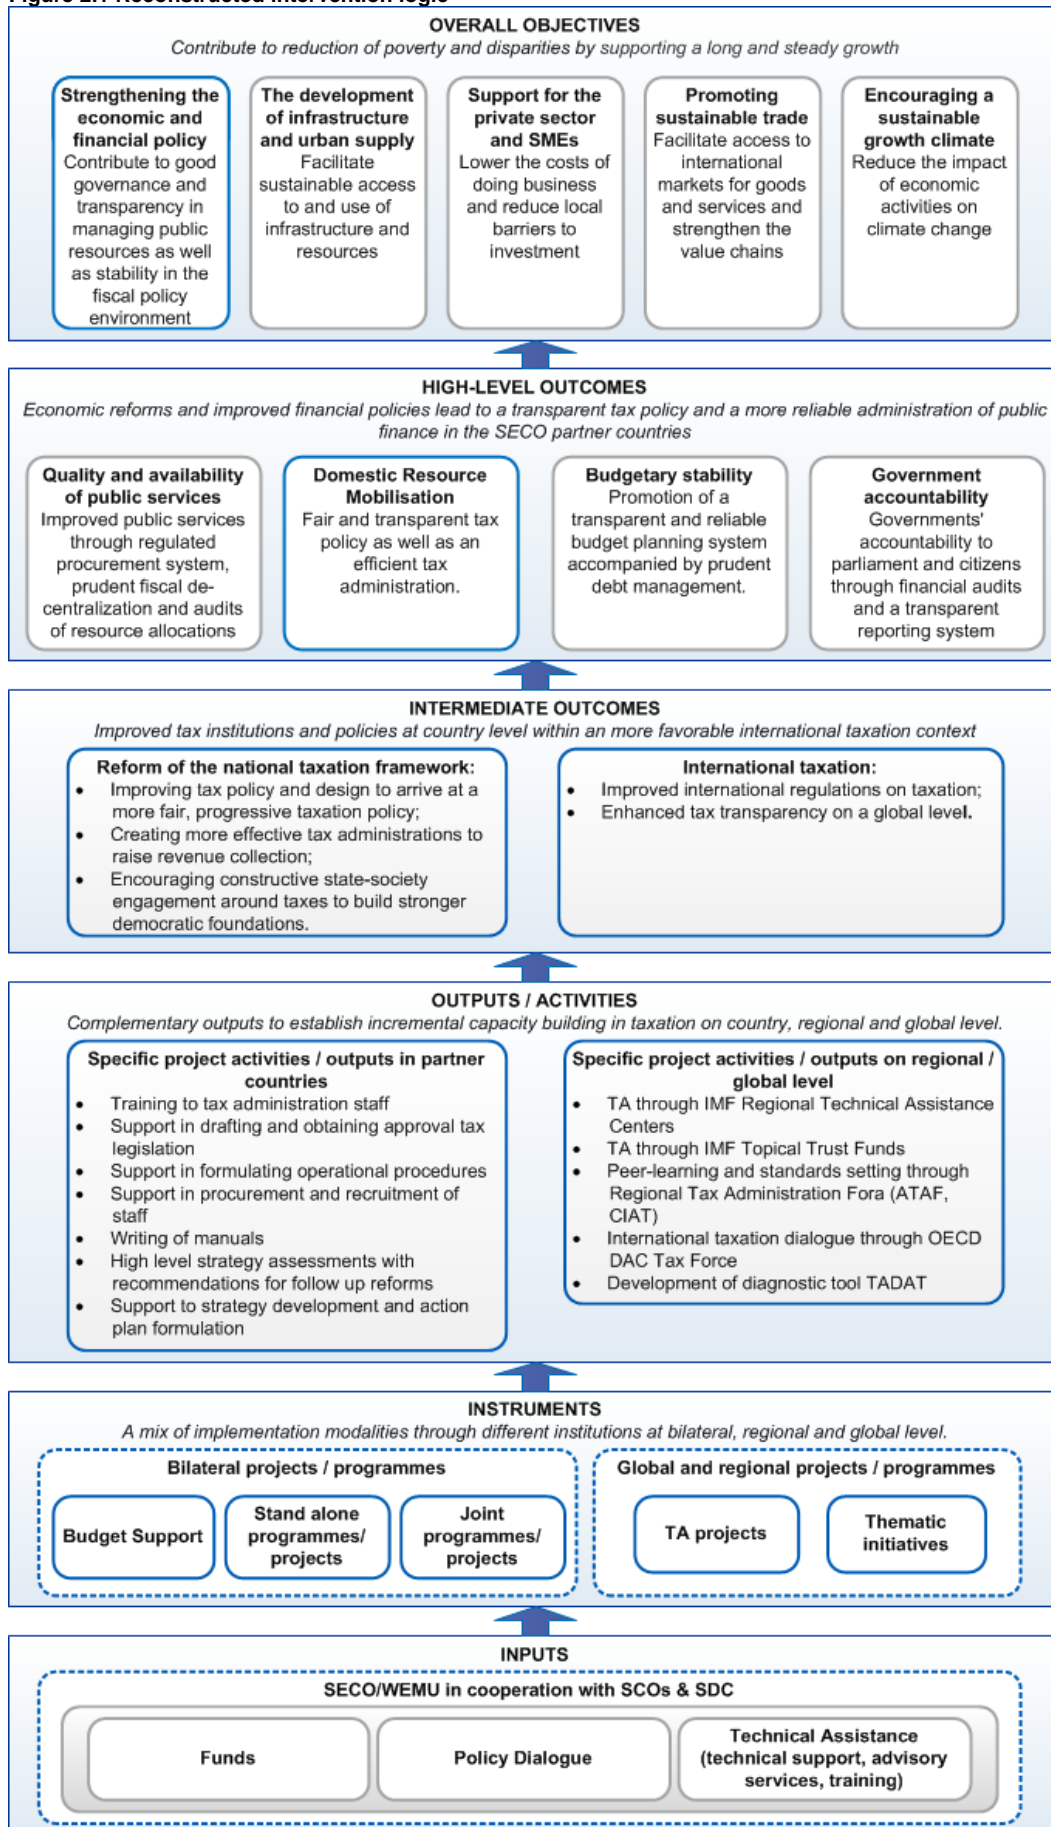 Figure 2.1 Reconstructed intervention logic
OVERALL OBJECTIVES
Contribute to reduction of poverty and disparities by supporting a long and steady growth
Strengthening the
economic and
financial policy
Contribute to good
governance and
transparency in
managing public
resources as well
as stability in the
fiscal policy
environment
The development
of infrastructure
and urban supply
Facilitate
sustainable access
to and use of
infrastructure and
resources
Support for the
private sector
and SMEs
Lower the costs of
doing business
and reduce local
barriers to
investment
Promoting
sustainable trade
Facilitate access to
international
markets for goods
and services and
strengthen the
value chains
Encouraging a
sustainable
growth climate
Reduce the impact
of economic
activities on
climate change
HIGH-LEVEL OUTCOMES
Economic reforms and improved financial policies lead to a transparent tax policy and a more reliable administration of public
finance in the SECO partner countries
Quality and availability
of public services
Improved public services
through regulated
procurement system,
prudent fiscal de-
centralization and audits
of resource allocations
Domestic Resource
Mobilisation
Fair and transparent tax
policy as well as an
efficient tax
administration.
Budgetary stability
Promotion of a
transparent and reliable
budget planning system
accompanied by prudent
debt management.
Government
accountability
Governments'
accountability to
parliament and citizens
through financial audits
and a transparent
reporting system
INTERMEDIATE OUTCOMES
Improved tax institutions and policies at country level within an more favorable international taxation context
Reform of the national taxation framework:
• Improving tax policy and design to arrive at a
more fair, progressive taxation policy;
• Creating more effective tax administrations to
raise revenue collection;
• Encouraging constructive state-society
engagement around taxes to build stronger
democratic foundations.
International taxation:
• Improved international regulations on taxation;
• Enhanced tax transparency on a global level.
OUTPUTS / ACTIVITIES
Complementary outputs to establish incremental capacity building in taxation on country, regional and global level.
Specific project activities / outputs in partner
countries
• Training to tax administration staff
• Support in drafting and obtaining approval tax
legislation
• Support in formulating operational procedures
• Support in procurement and recruitment of
staff
• Writing of manuals
• High level strategy assessments with
recommendations for follow up reforms
• Support to strategy development and action
plan formulation
Specific project activities / outputs on regional /
global level
• TA through IMF Regional Technical Assistance
Centers
• TA through IMF Topical Trust Funds
• Peer-learning and standards setting through
Regional Tax Administration Fora (ATAF,
CIAT)
• International taxation dialogue through OECD
DAC Tax Force
• Development of diagnostic tool TADAT
INSTRUMENTS
A mix of implementation modalities through different institutions at bilateral, regional and global level.
Bilateral projects / programmes
Budget Support
Stand alone
programmes/
projects
Joint
programmes/
projects
Global and regional projects / programmes
TA projects
Thematic
initiatives
INPUTS
SECO/WEMU in cooperation with SCOs & SDC
Funds
Policy Dialogue
Technical Assistance
(technical support, advisory
services, training)